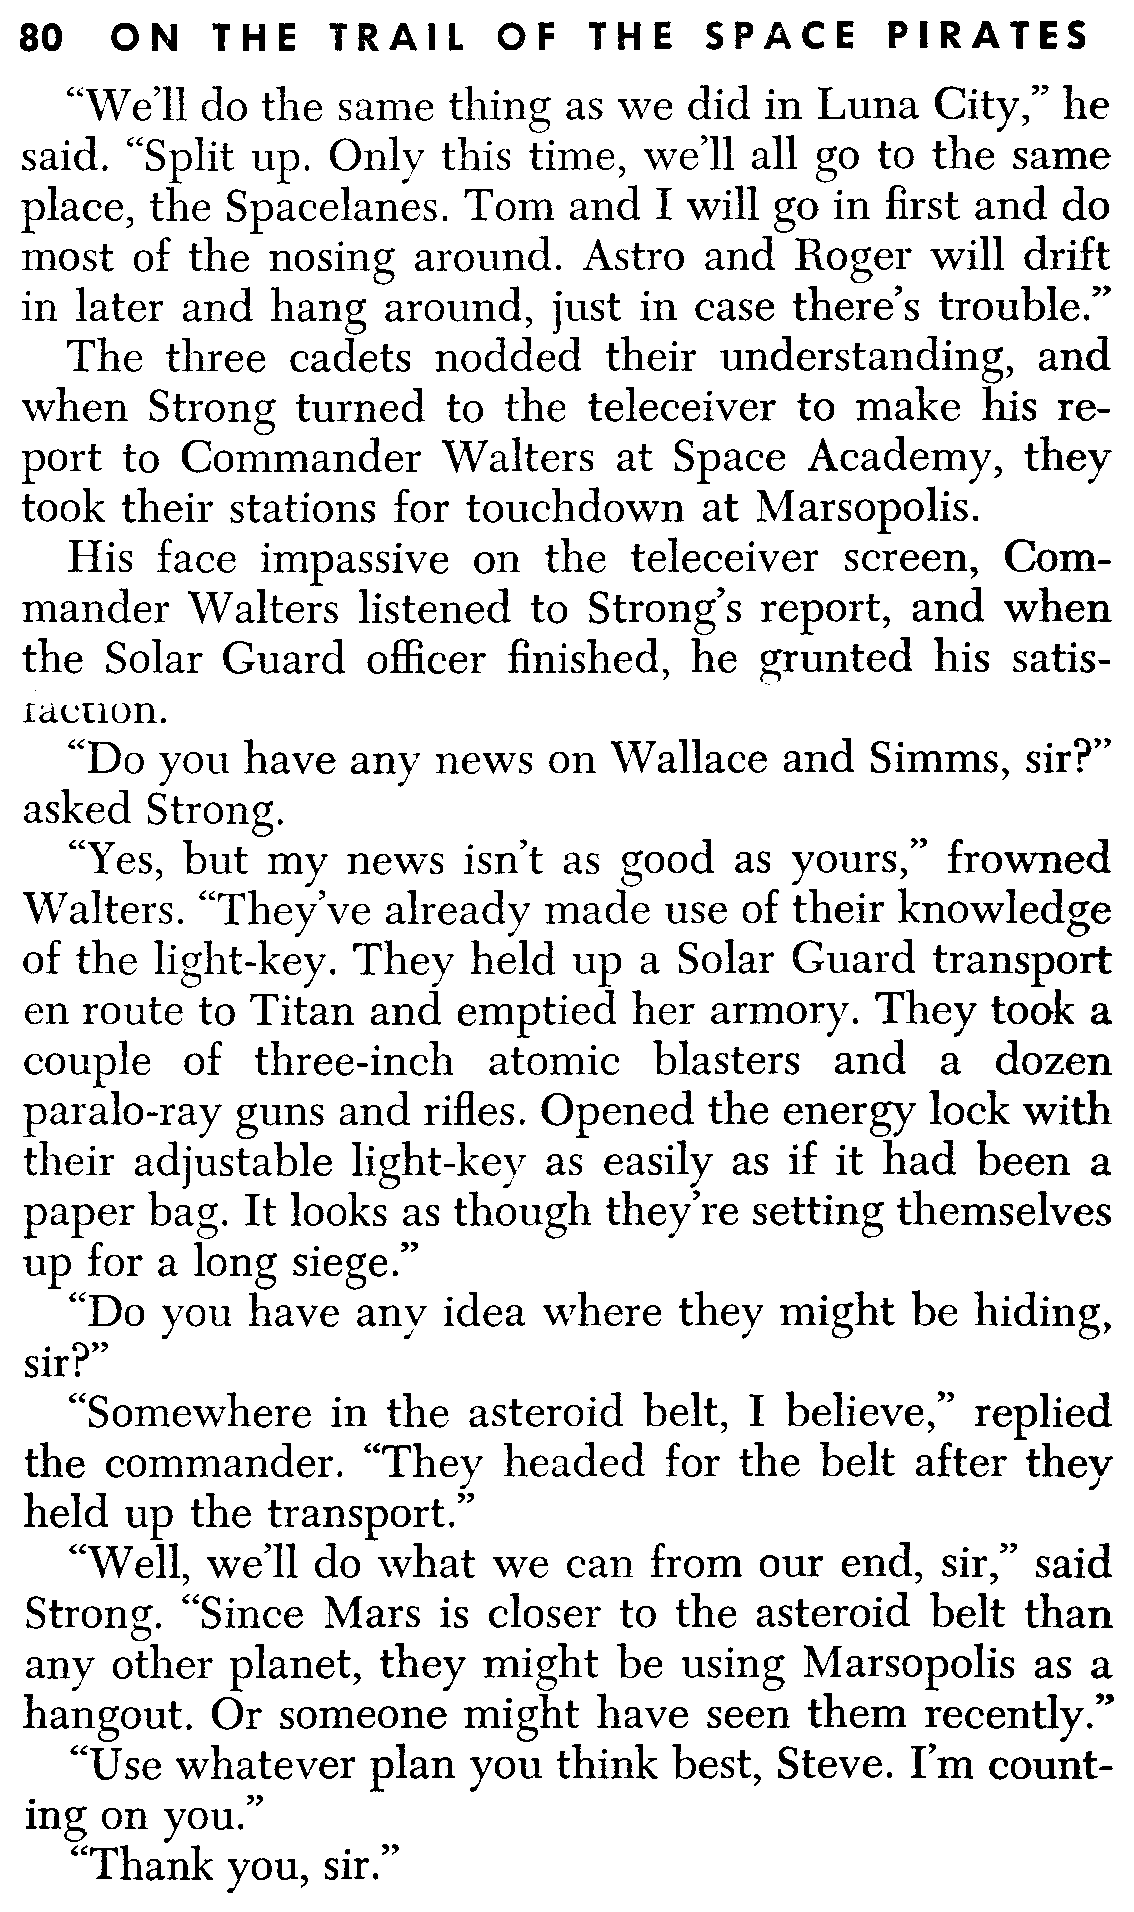 80 ON THE TRAIL OF THE SPACE PIRATES
“We’ll do the same thing as we did in Luna City,” he
said. “Split up. Only this time, we’ll all go to the same
place, the Spacelanes. Tom and I will go in first and do
most of the nosing around. Astro and Roger will drift
in later and hang around, just in case there’s trouble.”
The three cadets nodded their understanding, and
when Strong turned to the teleceiver to make his re-
port to Commander Walters at Space Academy, they
took their stations for touchdown at Marsopolis.
His face impassive on the teleceiver screen, Com-
mander Walters listened to Strong’s report, and when
the Solar Guard officer finished, he grunted his satis-
faction.
“Do you have any news on Wallace and Simms, sir?”
asked Strong.
“Yes, but my news isn’t as good as yours,” frowned
Walters. “They’ve already made use of their knowledge
of the light-key. They held up a Solar Guard transport
en route to Titan and emptied her armory. They took a
couple of three-inch atomic blasters and a dozen
paralo-ray guns and rifles. Opened the energy lock with
their adjustable light-key as easily as if it had been a
paper bag. It looks as though they’re setting themselves
up for a long siege.”
“Do you have any idea where they might be hiding,
sir?”
“Somewhere in the asteroid belt, I believe,” replied
the commander. “They headed for the belt after they
held up the transport.”
“Well, we’ll do what we can from our end, sir,” said
Strong. “Since Mars is closer to the asteroid belt than
any other planet, they might be using Marsopolis as a
hangout. Or someone might have seen them recently.”
“Use whatever plan you think best, Steve. I’m count-
ing on you.”
“Thank you, sir.”